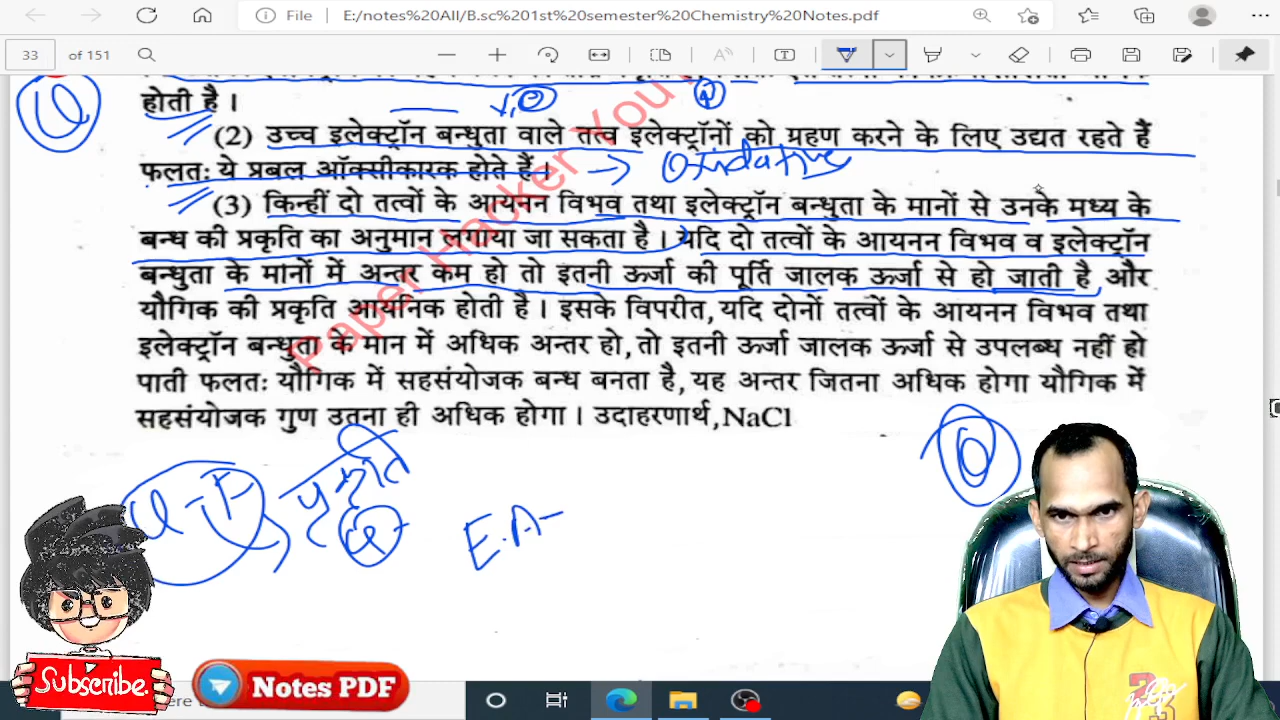 File | E:/notes%20All/B.sc%201st%20semester%20Chemistry%20Notes.pdf
33 of 151
होती है ।
(2) उच्च इलेक्ट्रॉन बन्धुता वाले तत्व इलेक्ट्रॉनों को ग्रहण करने के लिए उद्यत रहते हैं
फलतः ये प्रबल ऑक्सीकारक होते हैं । → Oxidative
(3) किन्हीं दो तत्वों के आयनन विभव तथा इलेक्ट्रॉन बन्धुता के मानों से उनके मध्य के
बन्ध की प्रकृति का अनुमान लगाया जा सकता है । यदि दो तत्वों के आयनन विभव व इलेक्ट्रॉन
बन्धुता के मानों में अन्तर कम हो तो इतनी ऊर्जा की पूर्ति जालक ऊर्जा से हो जाती है और
यौगिक की प्रकृति आयनिक होती है । इसके विपरीत, यदि दोनों तत्वों के आयनन विभव तथा
इलेक्ट्रॉन बन्धुता के मान में अधिक अन्तर हो, तो इतनी ऊर्जा जालक ऊर्जा से उपलब्ध नहीं हो
पाती फलतः यौगिक में सहसंयोजक बन्ध बनता है, यह अन्तर जितना अधिक होगा यौगिक में
सहसंयोजक गुण उतना ही अधिक होगा । उदाहरणार्थ, NaCl
Paper Hacker You
E.A-
Subscribe.
Notes PDF